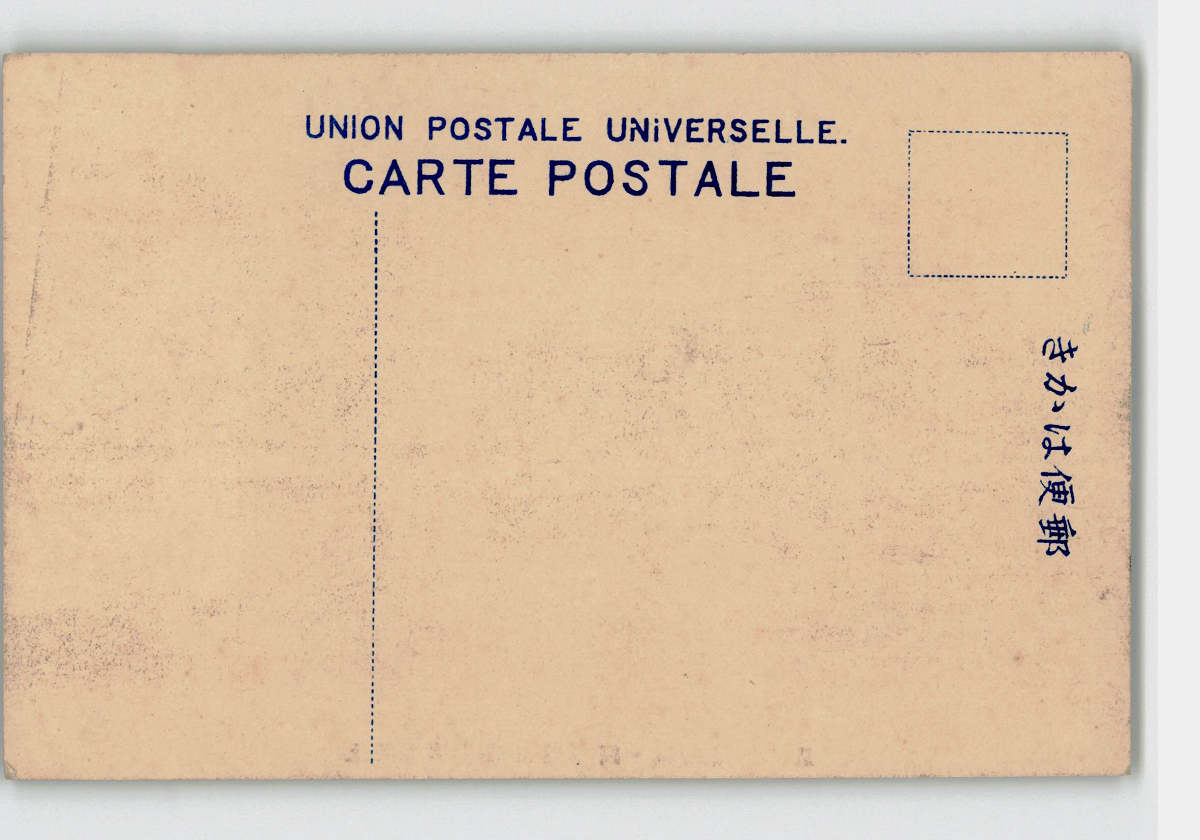 UNION POSTALE UNiVERSELLE.
CARTE POSTALE
郵便はかき